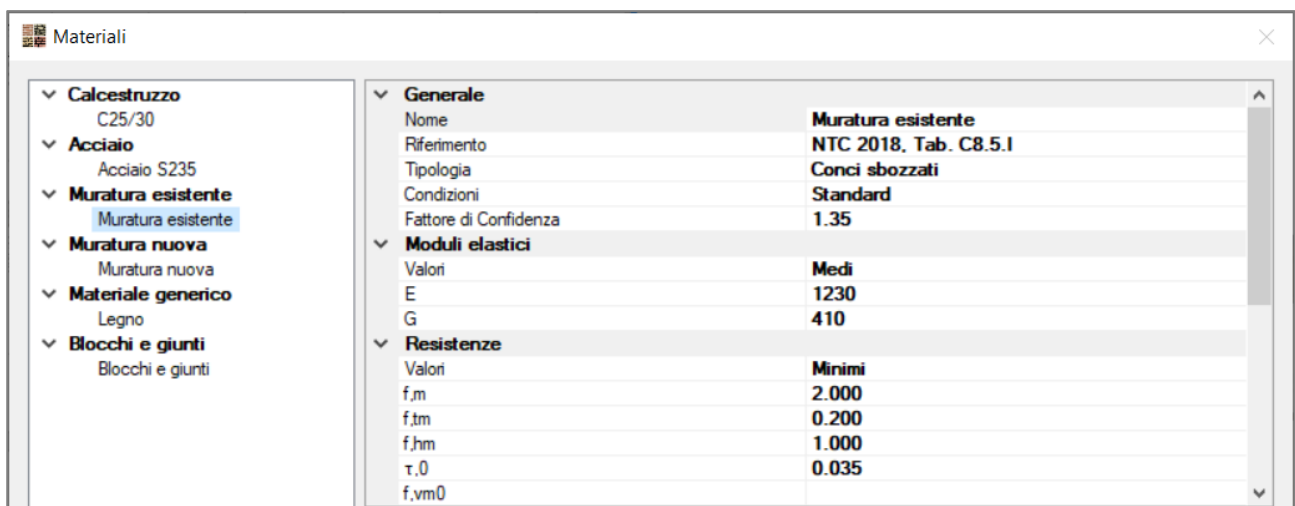 Materiali
Calcestruzzo
C25/30
Acciaio
Acciaio S235
Muratura esistente
Muratura esistente
Muratura nuova
Muratura nuova
Materiale generico
Legno
Blocchi e giunti
Blocchi e giunti
Generale
Nome Muratura esistente
Riferimento NTC 2018, Tab. C8.5.I
Tipologia Conci sbozzati
Condizioni Standard
Fattore di Confidenza 1.35
Moduli elastici
Valori Medi
E 1230
G 410
Resistenze
Valori Minimi
f,m 2.000
f,tm 0.200
f,hm 1.000
τ,0 0.035
f,vm0